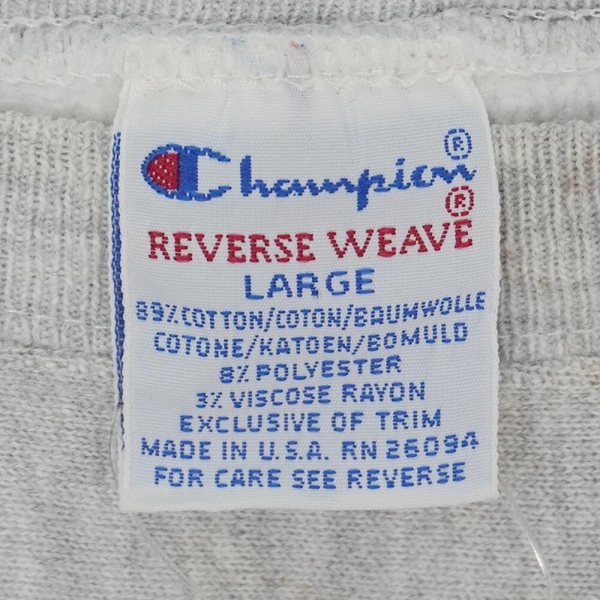 Champion®
REVERSE WEAVE®
LARGE
89% COTTON/COTON/BAUMWOLLE
COTONE/KATOEN/BOMULD
8% POLYESTER
3% VISCOSE RAYON
EXCLUSIVE OF TRIM
MADE IN U.S.A. RN 26094
FOR CARE SEE REVERSE